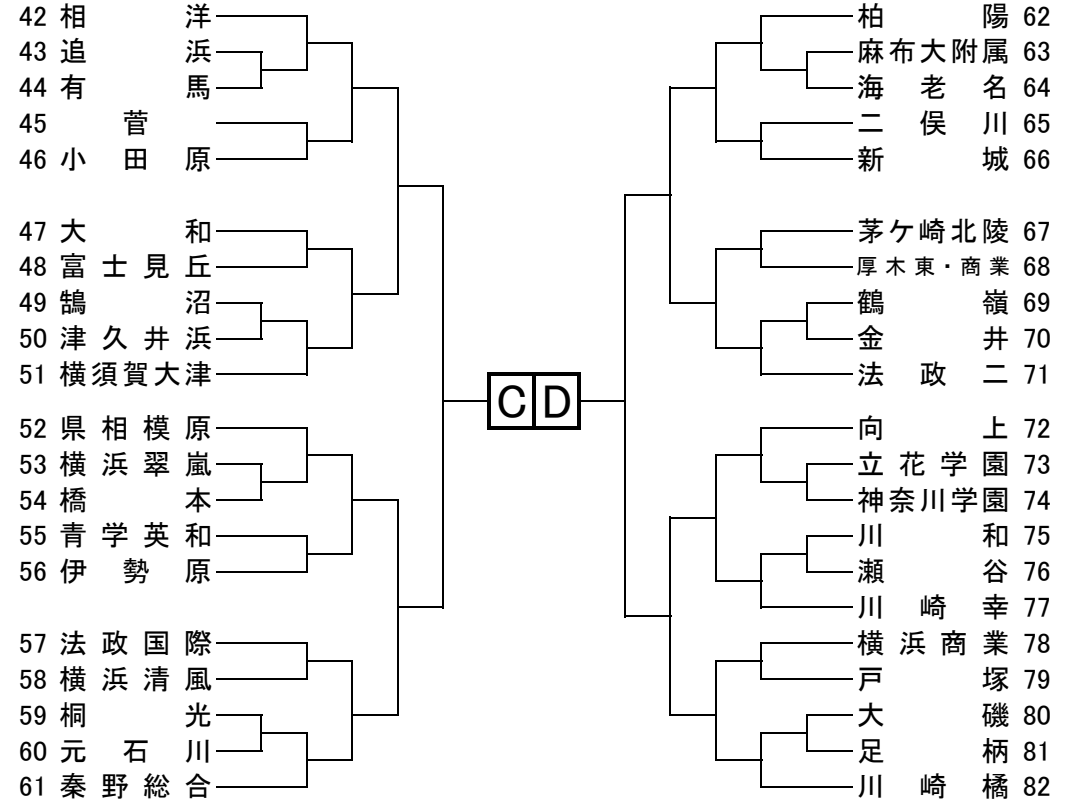 42 相洋
43 追浜
44 有馬
45 菅
46 小田原
47 大和
48 富士見丘
49 鵠沼
50 津久井浜
51 横須賀大津
52 県相模原
53 横浜翠嵐
54 橋本
55 青学英和
56 伊勢原
57 法政国際
58 横浜清風
59 桐光
60 元石川
61 秦野総合
C D
柏陽 62
麻布大附属 63
海老名 64
二俣川 65
新城 66
茅ケ崎北陵 67
厚木東・商業 68
鶴嶺 69
金井 70
法政二 71
向上 72
立花学園 73
神奈川学園 74
川和 75
瀬谷 76
川崎幸 77
横浜商業 78
戸塚 79
大磯 80
足柄 81
川崎橘 82